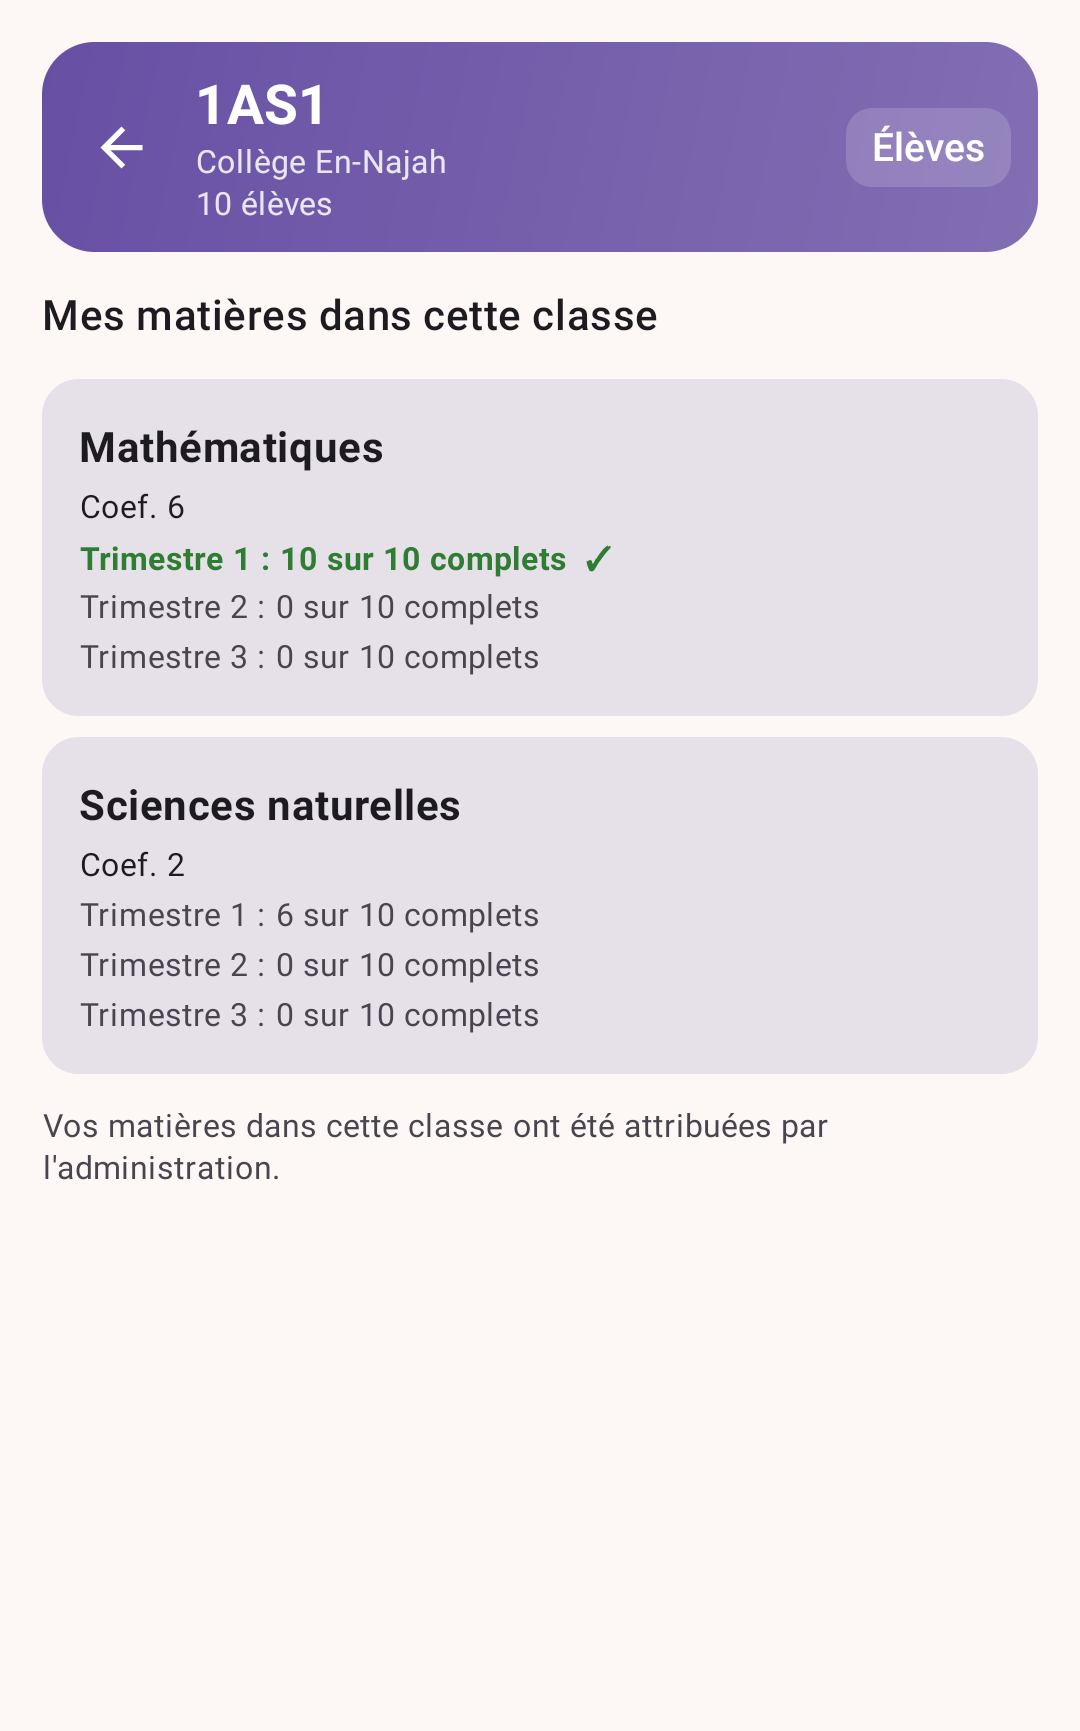 1AS1
Collège En-Najah
10 élèves
Élèves
Mes matières dans cette classe
Mathématiques
Coef. 6
Trimestre 1 : 10 sur 10 complets ✓
Trimestre 2 : 0 sur 10 complets
Trimestre 3 : 0 sur 10 complets
Sciences naturelles
Coef. 2
Trimestre 1 : 6 sur 10 complets
Trimestre 2 : 0 sur 10 complets
Trimestre 3 : 0 sur 10 complets
Vos matières dans cette classe ont été attribuées par
l'administration.